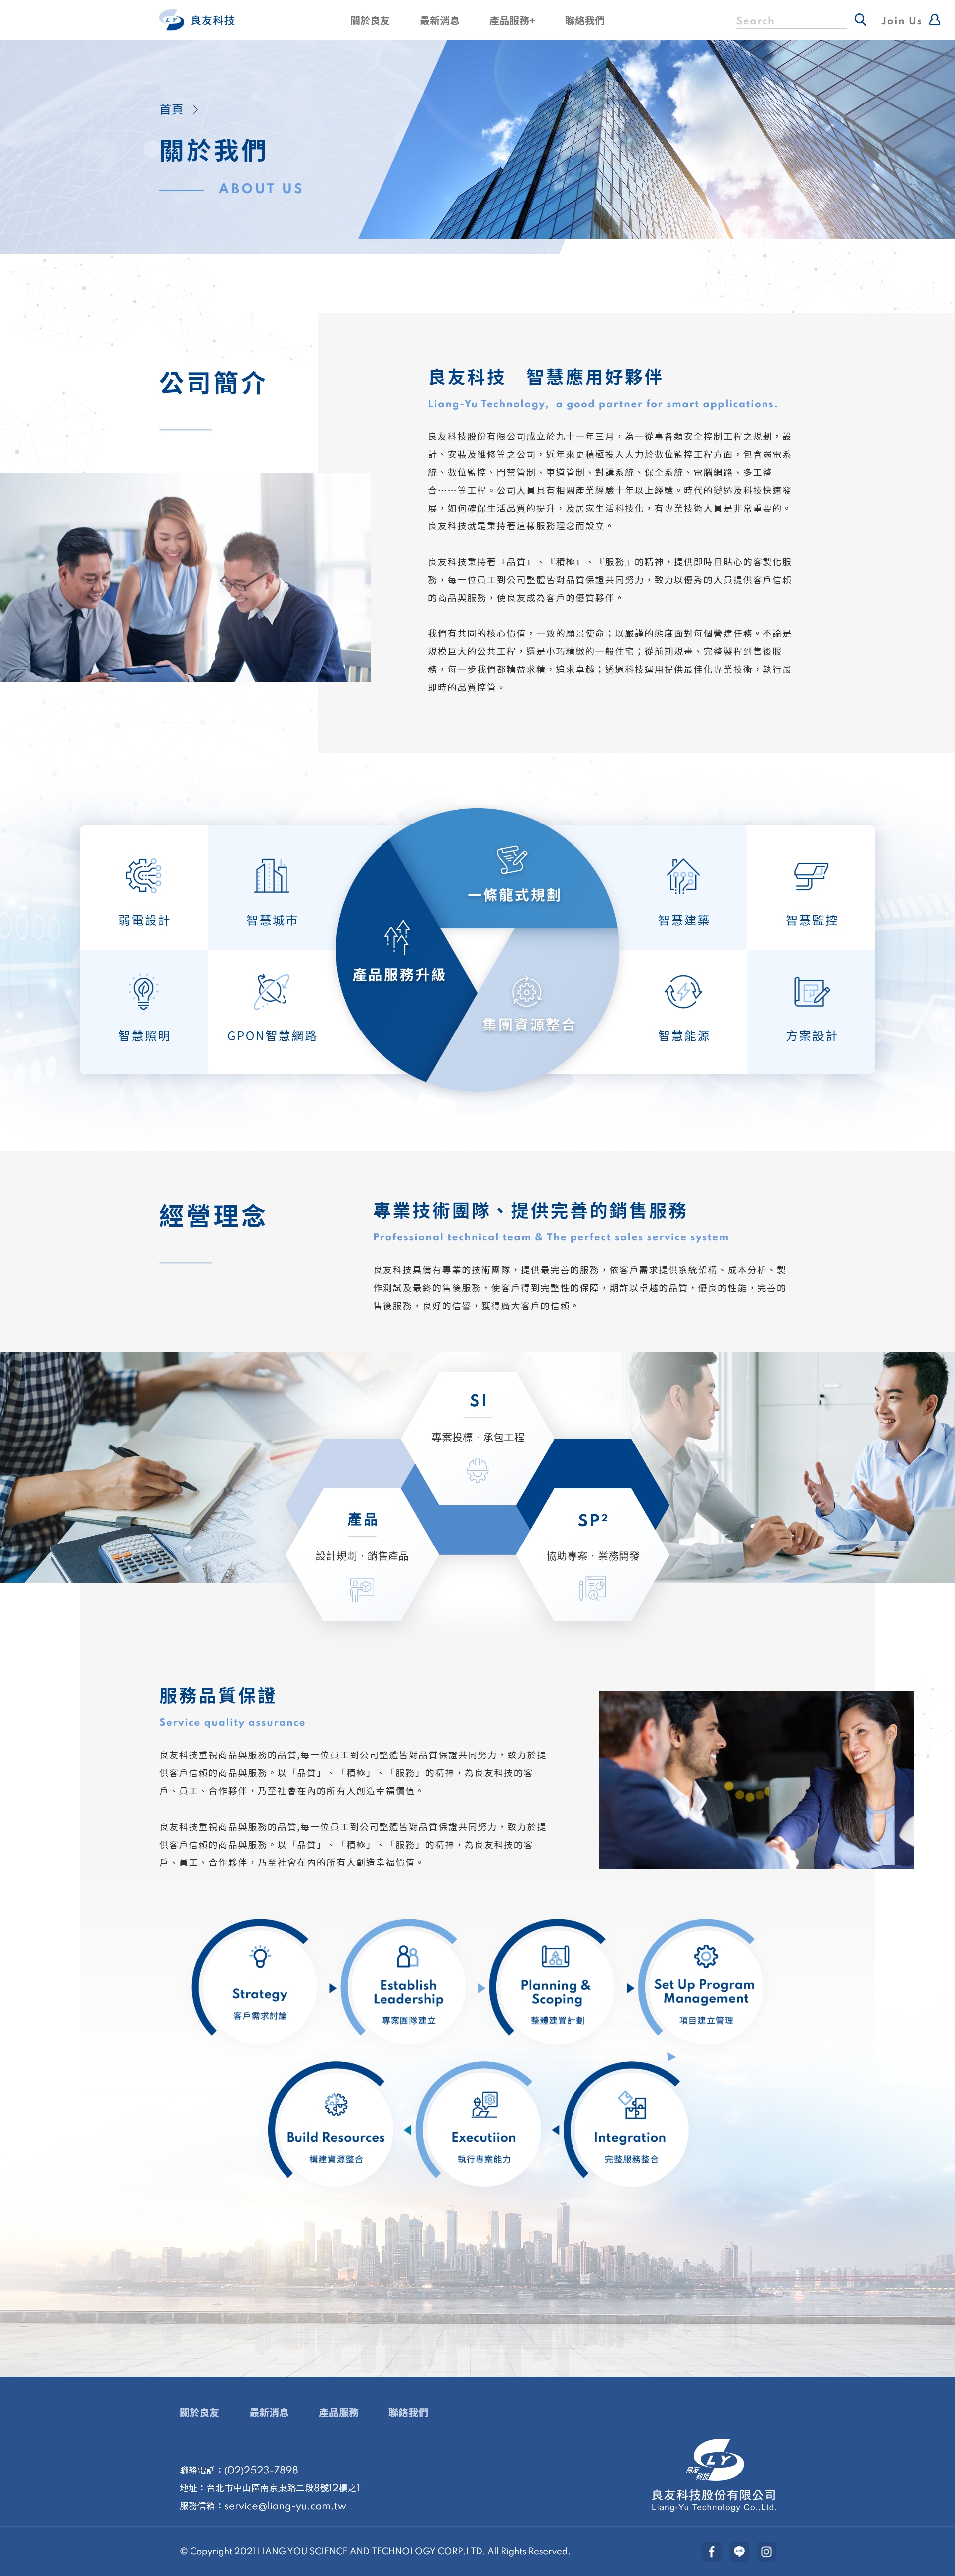 良友科技
關於良友
最新消息
產品服務+
聯絡我們
Search
Join Us
首頁 >
關於我們
ABOUT US
公司簡介
良友科技 智慧應用好夥伴
Liang-Yu Technology, a good partner for smart applications.
良友科技股份有限公司成立於九十一年三月，為一從事各類安全控制工程之規劃，設
計、安裝及維修等之公司，近年來更積極投入人力於數位監控工程方面，包含弱電系
統、數位監控、門禁管制、車道管制、對講系統、保全系統、電腦網路、多工整
合……等工程。公司人員具有相關產業經驗十年以上經驗。時代的變遷及科技快速發
展，如何確保生活品質的提升，及居家生活科技化，有專業技術人員是非常重要的。
良友科技就是秉持著這樣服務理念而設立。
良友科技秉持著『品質』、『積極』、『服務』的精神，提供即時且貼心的客製化服
務，每一位員工到公司整體皆對品質保證共同努力，致力以優秀的人員提供客戶信賴
的商品與服務，使良友成為客戶的優質夥伴。
我們有共同的核心價值，一致的願景使命；以嚴謹的態度面對每個營建任務。不論是
規模巨大的公共工程，還是小巧精緻的一般住宅；從前期規畫、完整製程到售後服
務，每一步我們都精益求精，追求卓越；透過科技運用提供最佳化專業技術，執行最
即時的品質控管。
弱電設計
智慧城市
一條龍式規劃
智慧建築
智慧監控
產品服務升級
集團資源整合
智慧照明
GPON智慧網路
智慧能源
方案設計
經營理念
專業技術團隊、提供完善的銷售服務
Professional technical team & The perfect sales service system
良友科技具備有專業的技術團隊，提供最完善的服務，依客戶需求提供系統架構、成本分析、製
作測試及最終的售後服務，使客戶得到完整性的保障，期許以卓越的品質，優良的性能，完善的
售後服務，良好的信譽，獲得廣大客戶的信賴。
SI
專案投標．承包工程
產品
設計規劃．銷售產品
SP²
協助專案．業務開發
服務品質保證
Service quality assurance
良友科技重視商品與服務的品質,每一位員工到公司整體皆對品質保證共同努力，致力於提
供客戶信賴的商品與服務。以「品質」、「積極」、「服務」的精神，為良友科技的客
戶、員工、合作夥伴，乃至社會在內的所有人創造幸福價值。
良友科技重視商品與服務的品質,每一位員工到公司整體皆對品質保證共同努力，致力於提
供客戶信賴的商品與服務。以「品質」、「積極」、「服務」的精神，為良友科技的客
戶、員工、合作夥伴，乃至社會在內的所有人創造幸福價值。
Strategy
客戶需求討論
Establish
Leadership
專案團隊建立
Planning &
Scoping
整體建置計劃
Set Up Program
Management
項目建立管理
Build Resources
構建資源整合
Executiion
執行專案能力
Integration
完整服務整合
關於良友
最新消息
產品服務
聯絡我們
聯絡電話：(02)2523-7898
地址：台北市中山區南京東路二段8號12樓之1
服務信箱：service@liang-yu.com.tw
LY
良友
科技
良友科技股份有限公司
Liang-Yu Technology Co.,Ltd.
© Copyright 2021 LIANG YOU SCIENCE AND TECHNOLOGY CORP.LTD. All Rights Reserved.